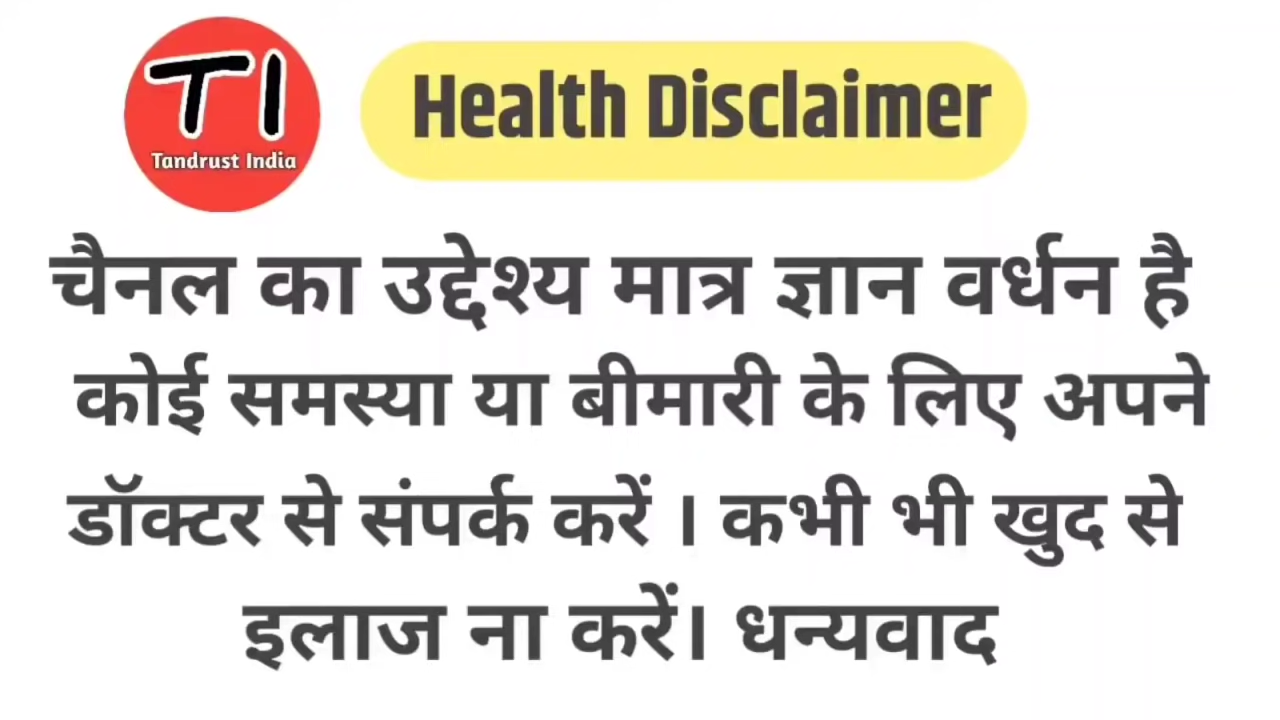 TI
Tandrust India
Health Disclaimer
चैनल का उद्देश्य मात्र ज्ञान वर्धन है
कोई समस्या या बीमारी के लिए अपने
डॉक्टर से संपर्क करें । कभी भी खुद से
इलाज ना करें। धन्यवाद